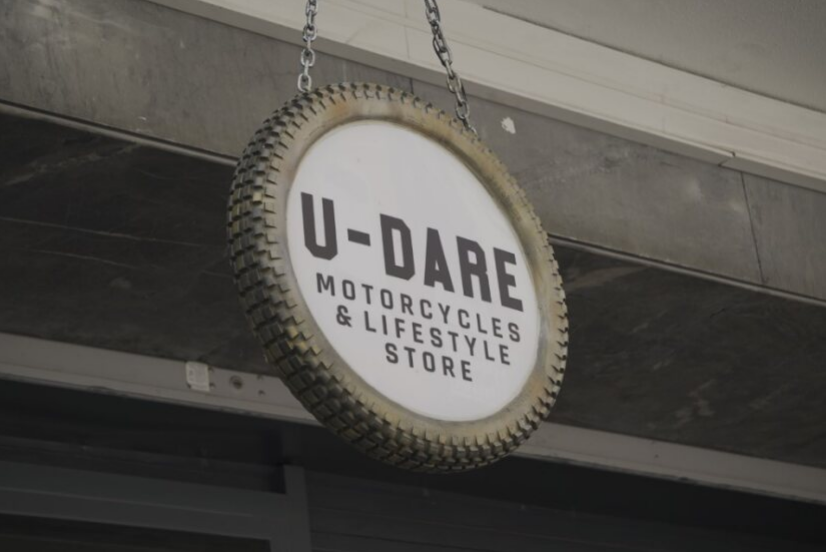 U-DARE
MOTORCYCLES
& LIFESTYLE
STORE